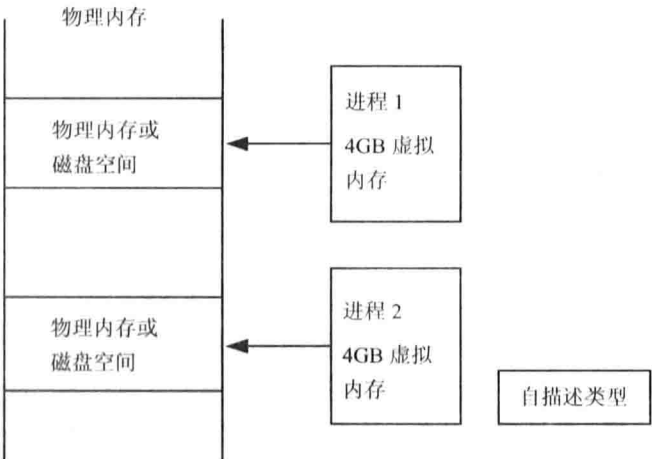 物理内存
物理内存或
磁盘空间
进程 1
4GB 虚拟
内存
物理内存或
磁盘空间
进程 2
4GB 虚拟
内存
自描述类型